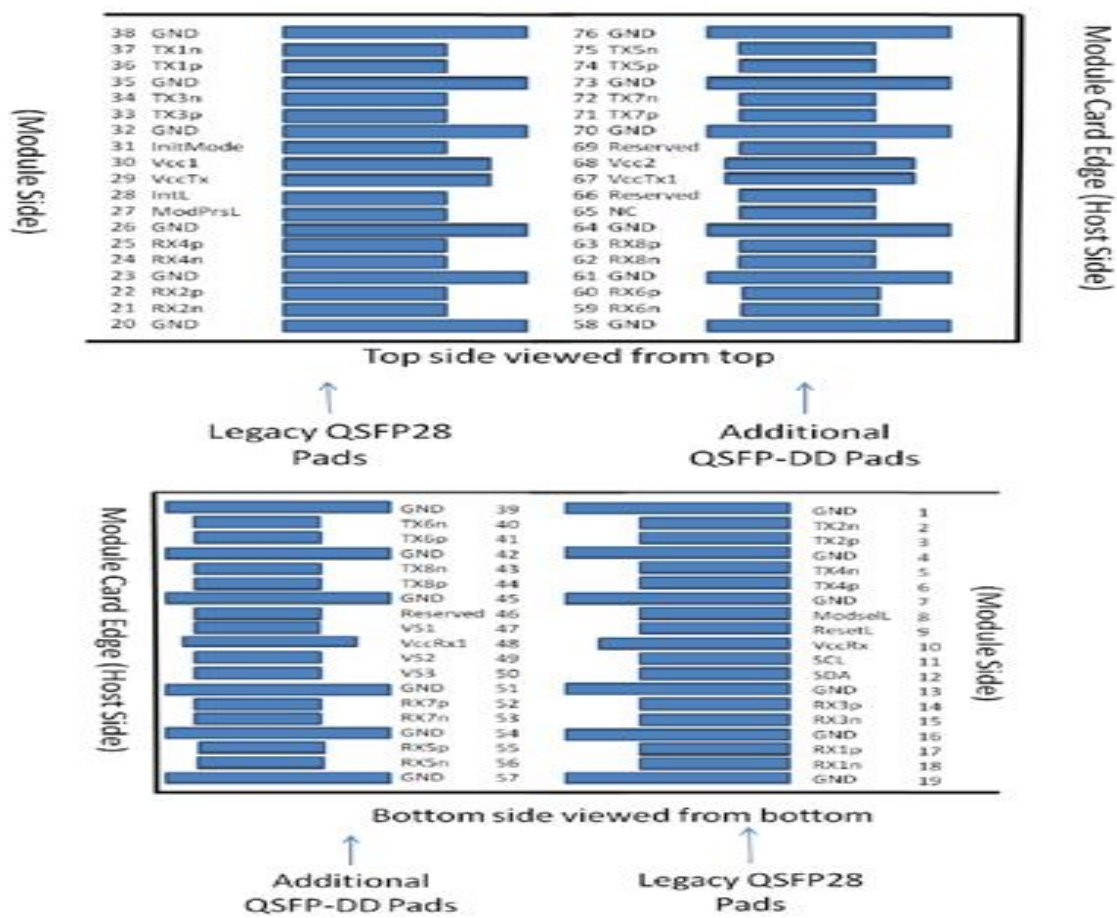 38 GND 76 GND
37 TX1n 75 TX5n
36 TX1p 74 TX5p
35 GND 73 GND
34 TX3n 72 TX7n
33 TX3p 71 TX7p
32 GND 70 GND
31 InitMode 69 Reserved
30 Vcc1 68 Vcc2
29 VccTx 67 VccTx1
28 IntL 66 Reserved
27 ModPrsL 65 NC
26 GND 64 GND
25 RX4p 63 RX8p
24 RX4n 62 RX8n
23 GND 61 GND
22 RX2p 60 RX6p
21 RX2n 59 RX6n
20 GND 58 GND
(Module Side)
Module Card Edge (Host Side)
Top side viewed from top
Legacy QSFP28
Pads
Additional
QSFP-DD Pads
GND 39 GND 1
TX6n 40 TX2n 2
TX6p 41 TX2p 3
GND 42 GND 4
TX8n 43 TX4n 5
TX8p 44 TX4p 6
GND 45 GND 7
Reserved 46 ModselL 8
VS1 47 ResetL 9
VccRx1 48 VccRx 10
VS2 49 SCL 11
VS3 50 SDA 12
GND 51 GND 13
RX7p 52 RX3p 14
RX7n 53 RX3n 15
GND 54 GND 16
RX5p 55 RX1p 17
RX5n 56 RX1n 18
GND 57 GND 19
Module Card Edge (Host Side)
(Module Side)
Bottom side viewed from bottom
Additional
QSFP-DD Pads
Legacy QSFP28
Pads